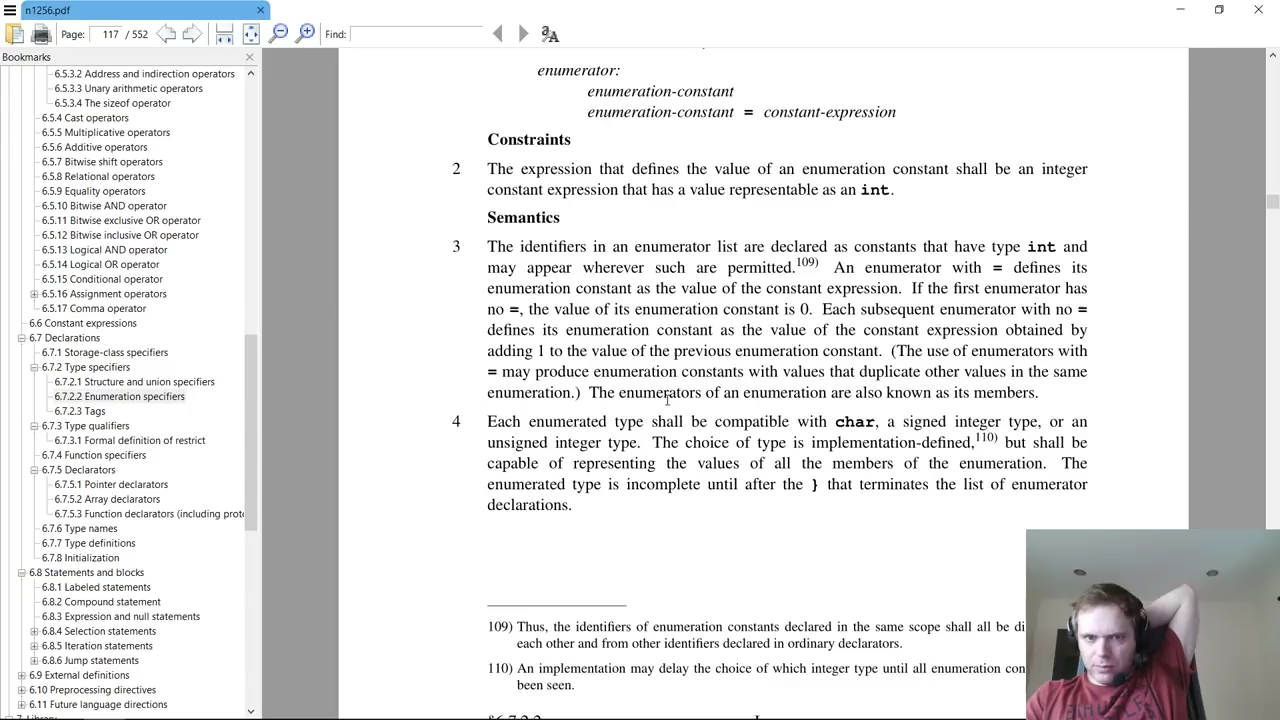 n1256.pdf
Page: 117 / 552 Find:
Bookmarks
6.5.3.2 Address and indirection operators
6.5.3.3 Unary arithmetic operators
6.5.3.4 The sizeof operator
6.5.4 Cast operators
6.5.5 Multiplicative operators
6.5.6 Additive operators
6.5.7 Bitwise shift operators
6.5.8 Relational operators
6.5.9 Equality operators
6.5.10 Bitwise AND operator
6.5.11 Bitwise exclusive OR operator
6.5.12 Bitwise inclusive OR operator
6.5.13 Logical AND operator
6.5.14 Logical OR operator
6.5.15 Conditional operator
6.5.16 Assignment operators
6.5.17 Comma operator
6.6 Constant expressions
6.7 Declarations
6.7.1 Storage-class specifiers
6.7.2 Type specifiers
6.7.2.1 Structure and union specifiers
6.7.2.2 Enumeration specifiers
6.7.2.3 Tags
6.7.3 Type qualifiers
6.7.3.1 Formal definition of restrict
6.7.4 Function specifiers
6.7.5 Declarators
6.7.5.1 Pointer declarators
6.7.5.2 Array declarators
6.7.5.3 Function declarators (including prot
6.7.6 Type names
6.7.7 Type definitions
6.7.8 Initialization
6.8 Statements and blocks
6.8.1 Labeled statements
6.8.2 Compound statement
6.8.3 Expression and null statements
6.8.4 Selection statements
6.8.5 Iteration statements
6.8.6 Jump statements
6.9 External definitions
6.10 Preprocessing directives
6.11 Future language directions
enumerator:
enumeration-constant
enumeration-constant = constant-expression
Constraints
2 The expression that defines the value of an enumeration constant shall be an integer
constant expression that has a value representable as an int.
Semantics
3 The identifiers in an enumerator list are declared as constants that have type int and
may appear wherever such are permitted.109) An enumerator with = defines its
enumeration constant as the value of the constant expression. If the first enumerator has
no =, the value of its enumeration constant is 0. Each subsequent enumerator with no =
defines its enumeration constant as the value of the constant expression obtained by
adding 1 to the value of the previous enumeration constant. (The use of enumerators with
= may produce enumeration constants with values that duplicate other values in the same
enumeration.) The enumerators of an enumeration are also known as its members.
4 Each enumerated type shall be compatible with char, a signed integer type, or an
unsigned integer type. The choice of type is implementation-defined,110) but shall be
capable of representing the values of all the members of the enumeration. The
enumerated type is incomplete until after the } that terminates the list of enumerator
declarations.
109) Thus, the identifiers of enumeration constants declared in the same scope shall all be di
each other and from other identifiers declared in ordinary declarators.
110) An implementation may delay the choice of which integer type until all enumeration con
been seen.